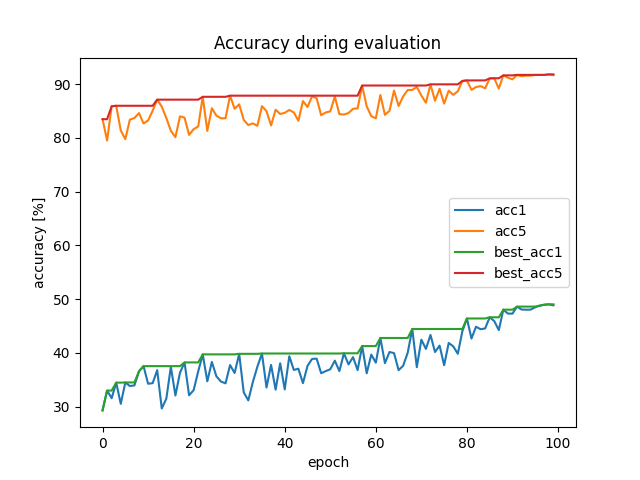 Accuracy during evaluation
accuracy [%]
90
80
70
60
50
40
30
acc1
acc5
best_acc1
best_acc5
0
20
40
60
80
100
epoch